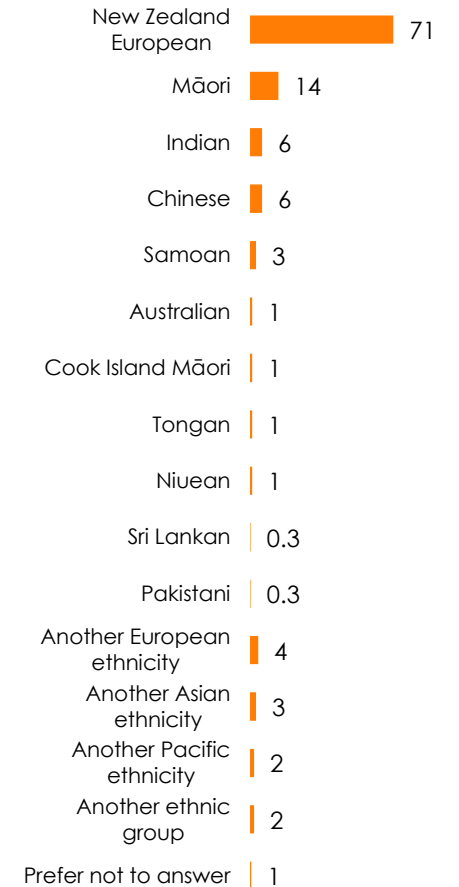 New Zealand
European
71
Māori
14
Indian
6
Chinese
6
Samoan
3
Australian
1
Cook Island Māori
1
Tongan
1
Niuean
1
Sri Lankan
0.3
Pakistani
0.3
Another European
ethnicity
4
Another Asian
ethnicity
3
Another Pacific
ethnicity
2
Another ethnic
group
2
Prefer not to answer
1